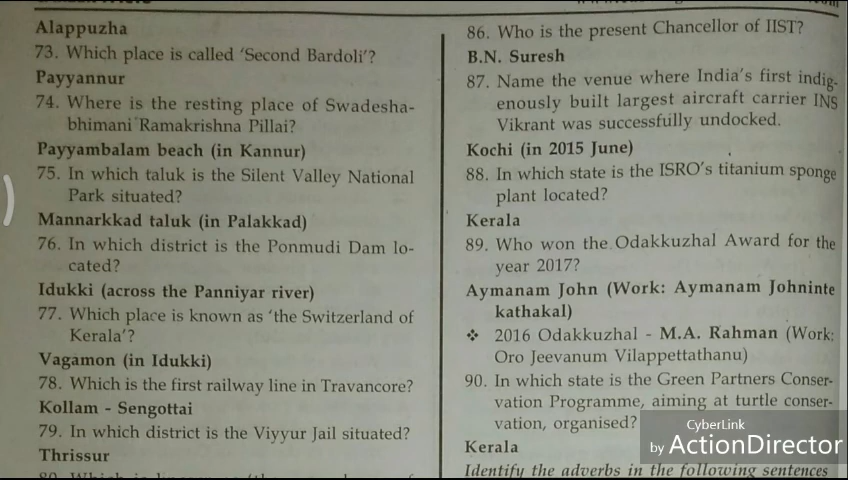 Alappuzha
73. Which place is called 'Second Bardoli'?
Payyannur
74. Where is the resting place of Swadesha-
bhimani Ramakrishna Pillai?
Payyambalam beach (in Kannur)
75. In which taluk is the Silent Valley National
Park situated?
Mannarkkad taluk (in Palakkad)
76. In which district is the Ponmudi Dam lo-
cated?
Idukki (across the Panniyar river)
77. Which place is known as 'the Switzerland of
Kerala'?
Vagamon (in Idukki)
78. Which is the first railway line in Travancore?
Kollam - Sengottai
79. In which district is the Viyyur Jail situated?
Thrissur
86. Who is the present Chancellor of IIST?
B.N. Suresh
87. Name the venue where India's first indig-
enously built largest aircraft carrier INS
Vikrant was successfully undocked.
Kochi (in 2015 June)
88. In which state is the ISRO's titanium sponge
plant located?
Kerala
89. Who won the Odakkuzhal Award for the
year 2017?
Aymanam John (Work: Aymanam Johninte
kathakal)
❖ 2016 Odakkuzhal - M.A. Rahman (Work:
Oro Jeevanum Vilappettathanu)
90. In which state is the Green Partners Conser-
vation Programme, aiming at turtle conser-
vation, organised?
Kerala
Identify the adverbs in the following sentences
CyberLink
by ActionDirector